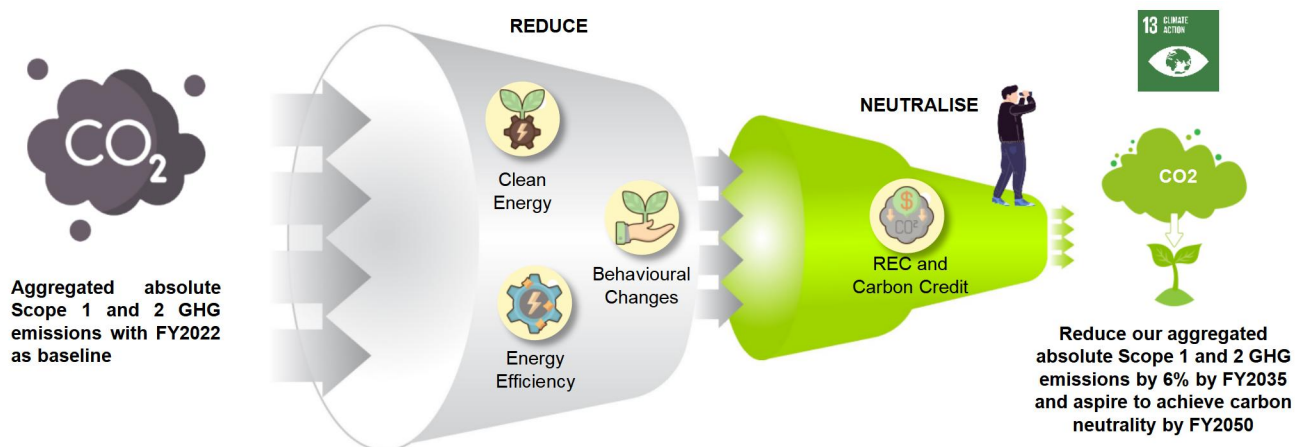 REDUCE
13 CLIMATE
ACTION
NEUTRALISE
CO2
Clean
Energy
CO2
$
CO²
Behavioural
Changes
REC and
Carbon Credit
Energy
Efficiency
Aggregated absolute
Scope 1 and 2 GHG
emissions with FY2022
as baseline
Reduce our aggregated
absolute Scope 1 and 2 GHG
emissions by 6% by FY2035
and aspire to achieve carbon
neutrality by FY2050